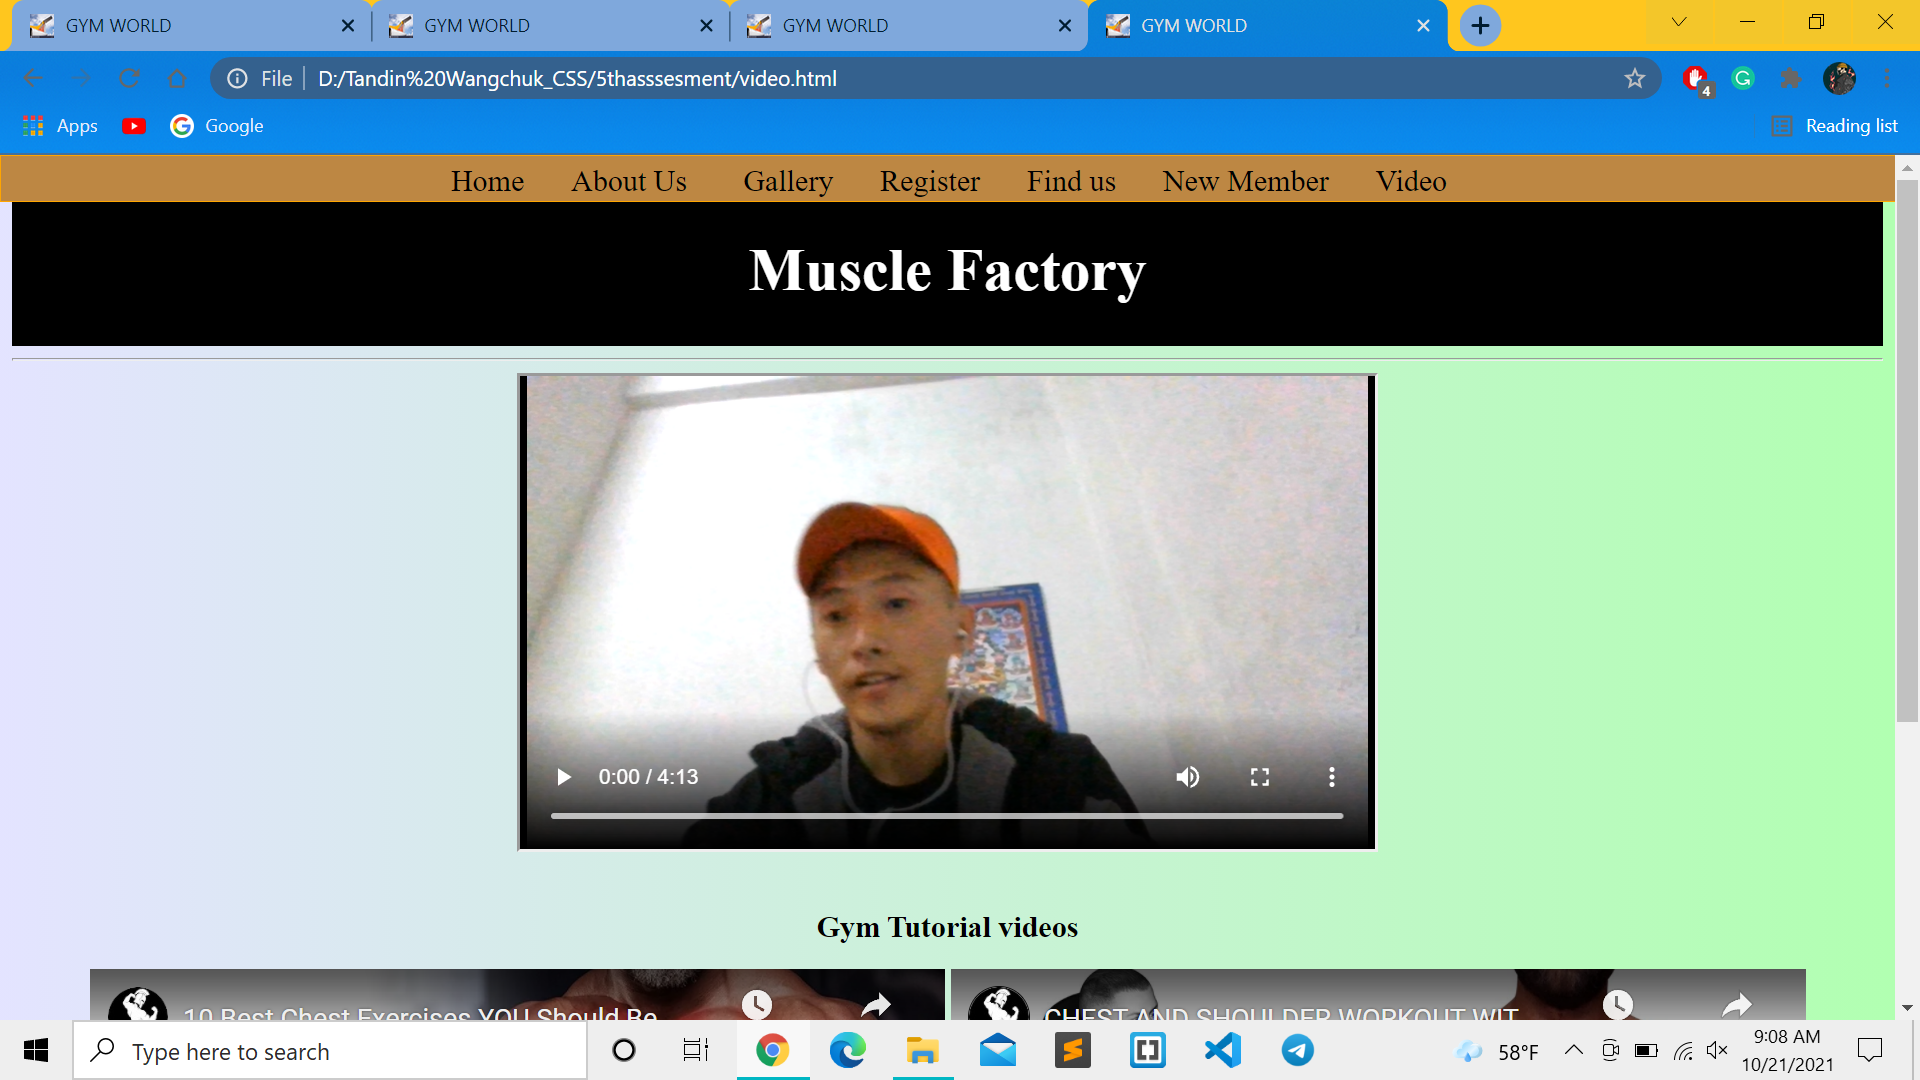 GYM WORLD
GYM WORLD
GYM WORLD
GYM WORLD
File
D:/Tandin%20Wangchuk_CSS/5thasssesment/video.html
4
Apps
Google
Reading list
Home About Us Gallery Register Find us New Member Video
Muscle Factory
0:00 / 4:13
Gym Tutorial videos
10 Best Chest Exercises YOU Should Be
CHEST AND SHOULDER WORKOUT WIT
Type here to search
58°F
9:08 AM
10/21/2021